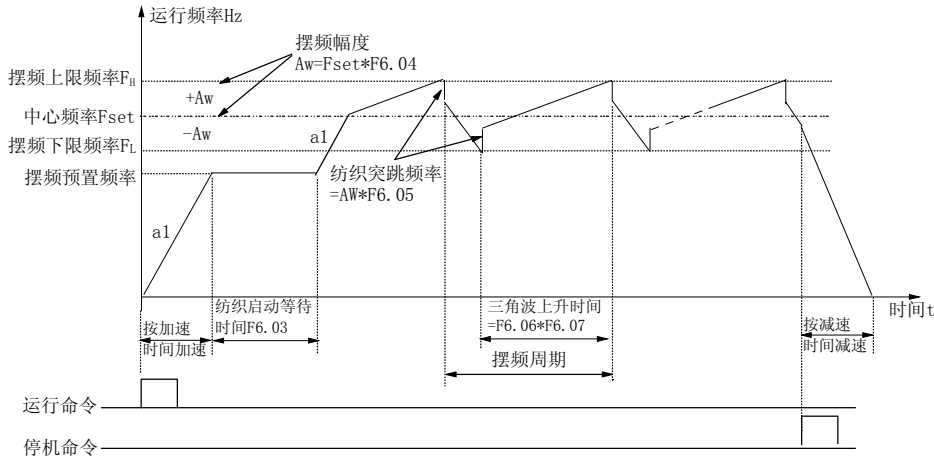 运行频率Hz
摆频幅度
Aw=Fset*F6.04
摆频上限频率FH
+Aw
中心频率Fset
-Aw
a1
摆频下限频率FL
纺织突跳频率
=AW*F6.05
摆频预置频率
a1
纺织启动等待
时间F6.03
三角波上升时间
=F6.06*F6.07
时间t
按加速
时间加速
按减速
时间减速
摆频周期
运行命令
停机命令